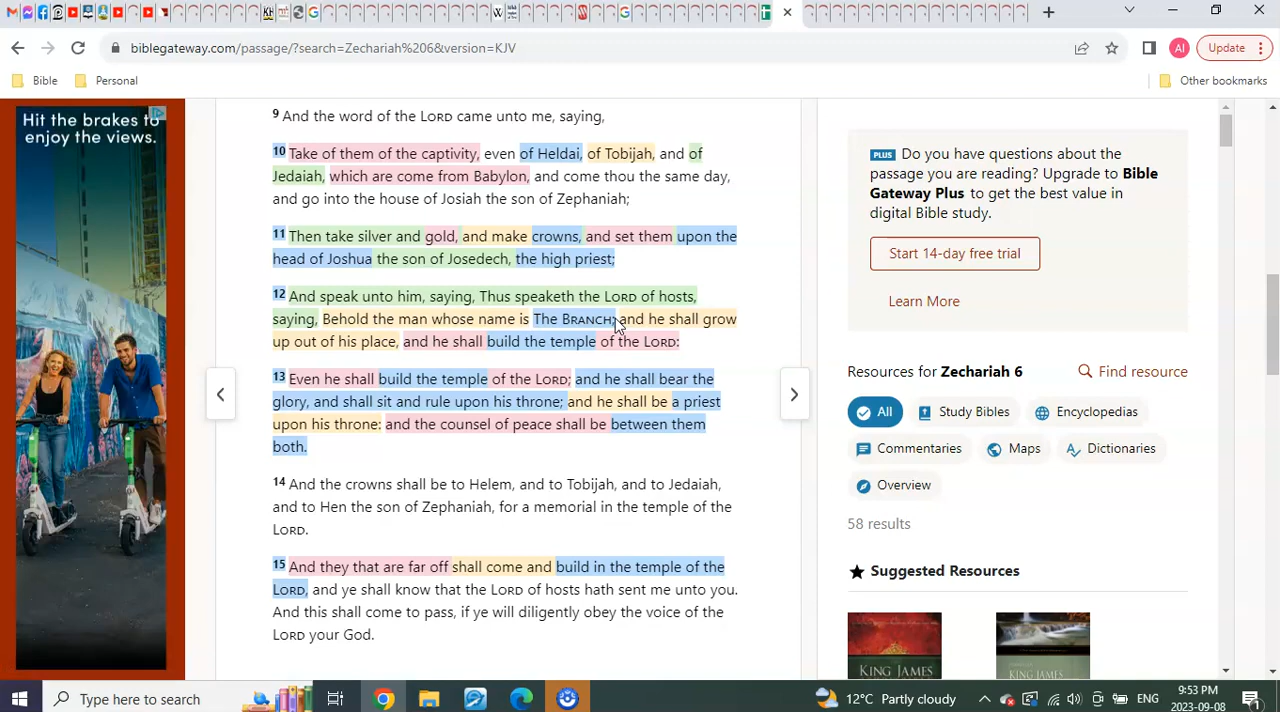 biblegateway.com/passage/?search=Zechariah%206&version=KJV
AI
Update
Bible
Personal
Other bookmarks
Hit the brakes to
enjoy the views.
9 And the word of the LORD came unto me, saying,
10 Take of them of the captivity, even of Heldai, of Tobijah, and of
Jedaiah, which are come from Babylon, and come thou the same day,
and go into the house of Josiah the son of Zephaniah;
11 Then take silver and gold, and make crowns, and set them upon the
head of Joshua the son of Josedech, the high priest;
12 And speak unto him, saying, Thus speaketh the LORD of hosts,
saying, Behold the man whose name is The BRANCH; and he shall grow
up out of his place, and he shall build the temple of the LORD:
13 Even he shall build the temple of the LORD; and he shall bear the
glory, and shall sit and rule upon his throne; and he shall be a priest
upon his throne: and the counsel of peace shall be between them
both.
14 And the crowns shall be to Helem, and to Tobijah, and to Jedaiah,
and to Hen the son of Zephaniah, for a memorial in the temple of the
LORD.
15 And they that are far off shall come and build in the temple of the
LORD, and ye shall know that the LORD of hosts hath sent me unto you.
And this shall come to pass, if ye will diligently obey the voice of the
LORD your God.
PLUS Do you have questions about the
passage you are reading? Upgrade to Bible
Gateway Plus to get the best value in
digital Bible study.
Start 14-day free trial
Learn More
Resources for Zechariah 6
Find resource
All
Study Bibles
Encyclopedias
Commentaries
Maps
Dictionaries
Overview
58 results
Suggested Resources
KING JAMES
KING JAMES
Type here to search
12°C Partly cloudy
ENG
9:53 PM
2023-09-08
1